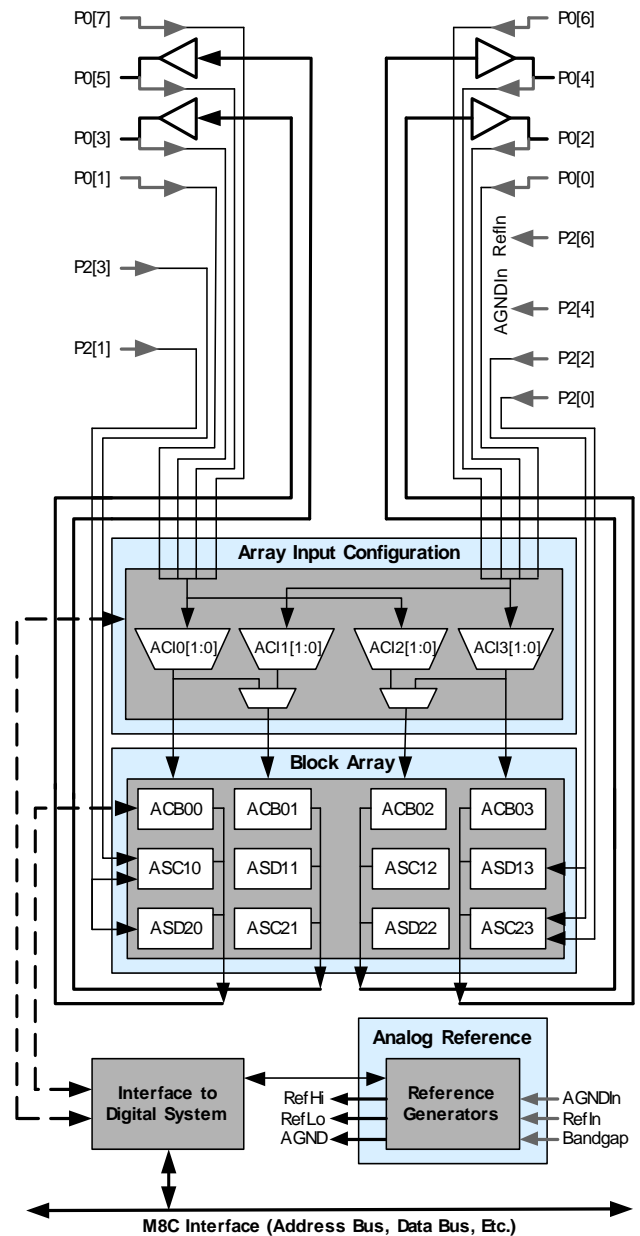 P0[7] P0[6]
P0[5] P0[4]
P0[3] P0[2]
P0[1] P0[0]
RefIn P2[6]
P2[3]
AGNDIn P2[4]
P2[1] P2[2]
P2[0]
Array Input Configuration
ACI0[1:0] ACI1[1:0] ACI2[1:0] ACI3[1:0]
Block Array
ACB00 ACB01 ACB02 ACB03
ASC10 ASD11 ASC12 ASD13
ASD20 ASC21 ASD22 ASC23
Analog Reference
Interface to
Digital System
RefHi
RefLo
AGND
Reference
Generators
AGNDIn
RefIn
Bandgap
M8C Interface (Address Bus, Data Bus, Etc.)